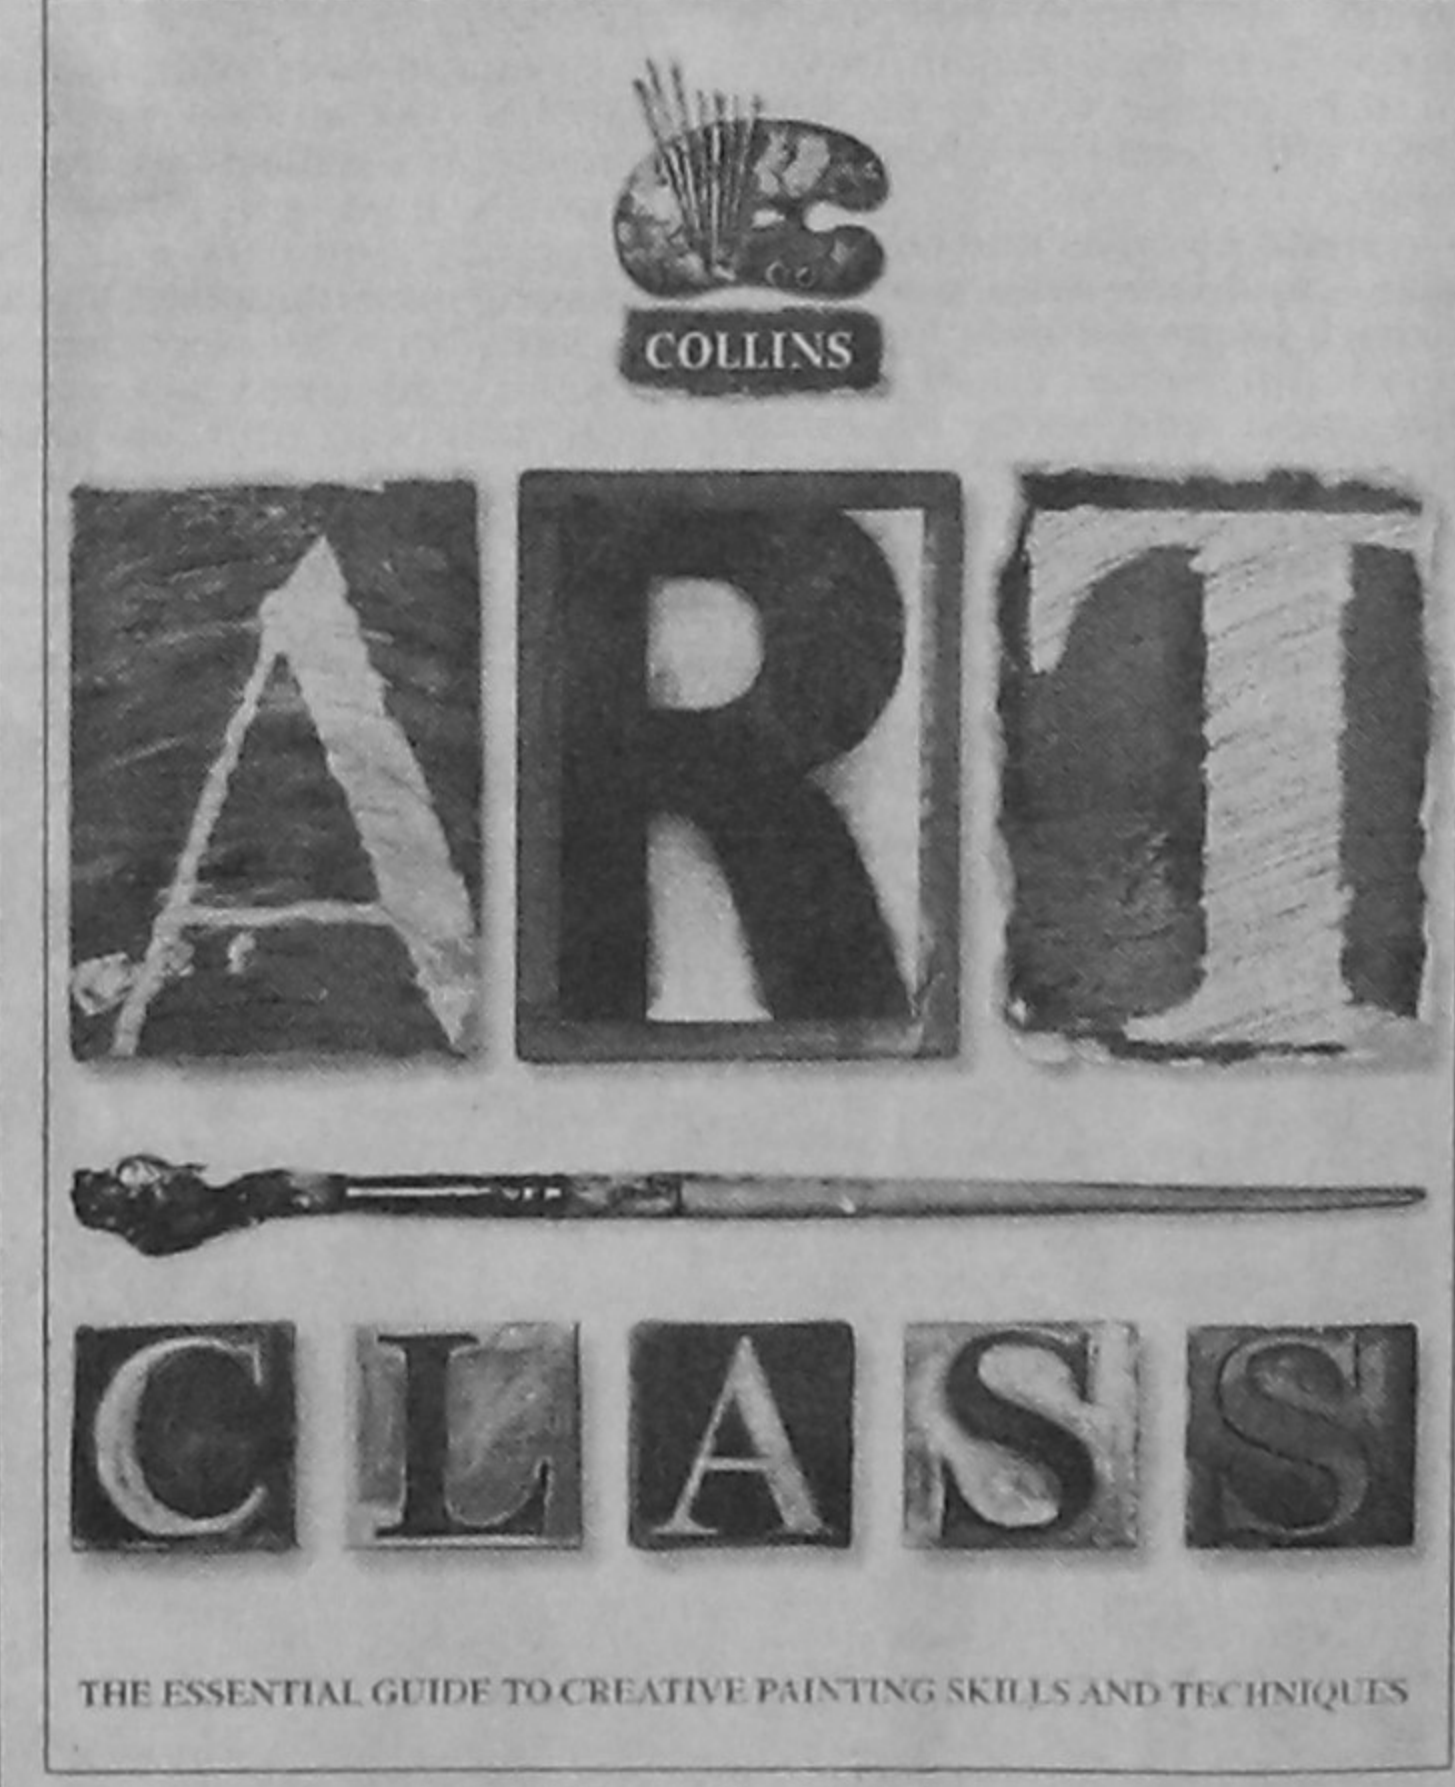 COLLINS
ART
CLASS
THE ESSENTIAL GUIDE TO CREATIVE PAINTING SKILLS AND TECHNIQUES